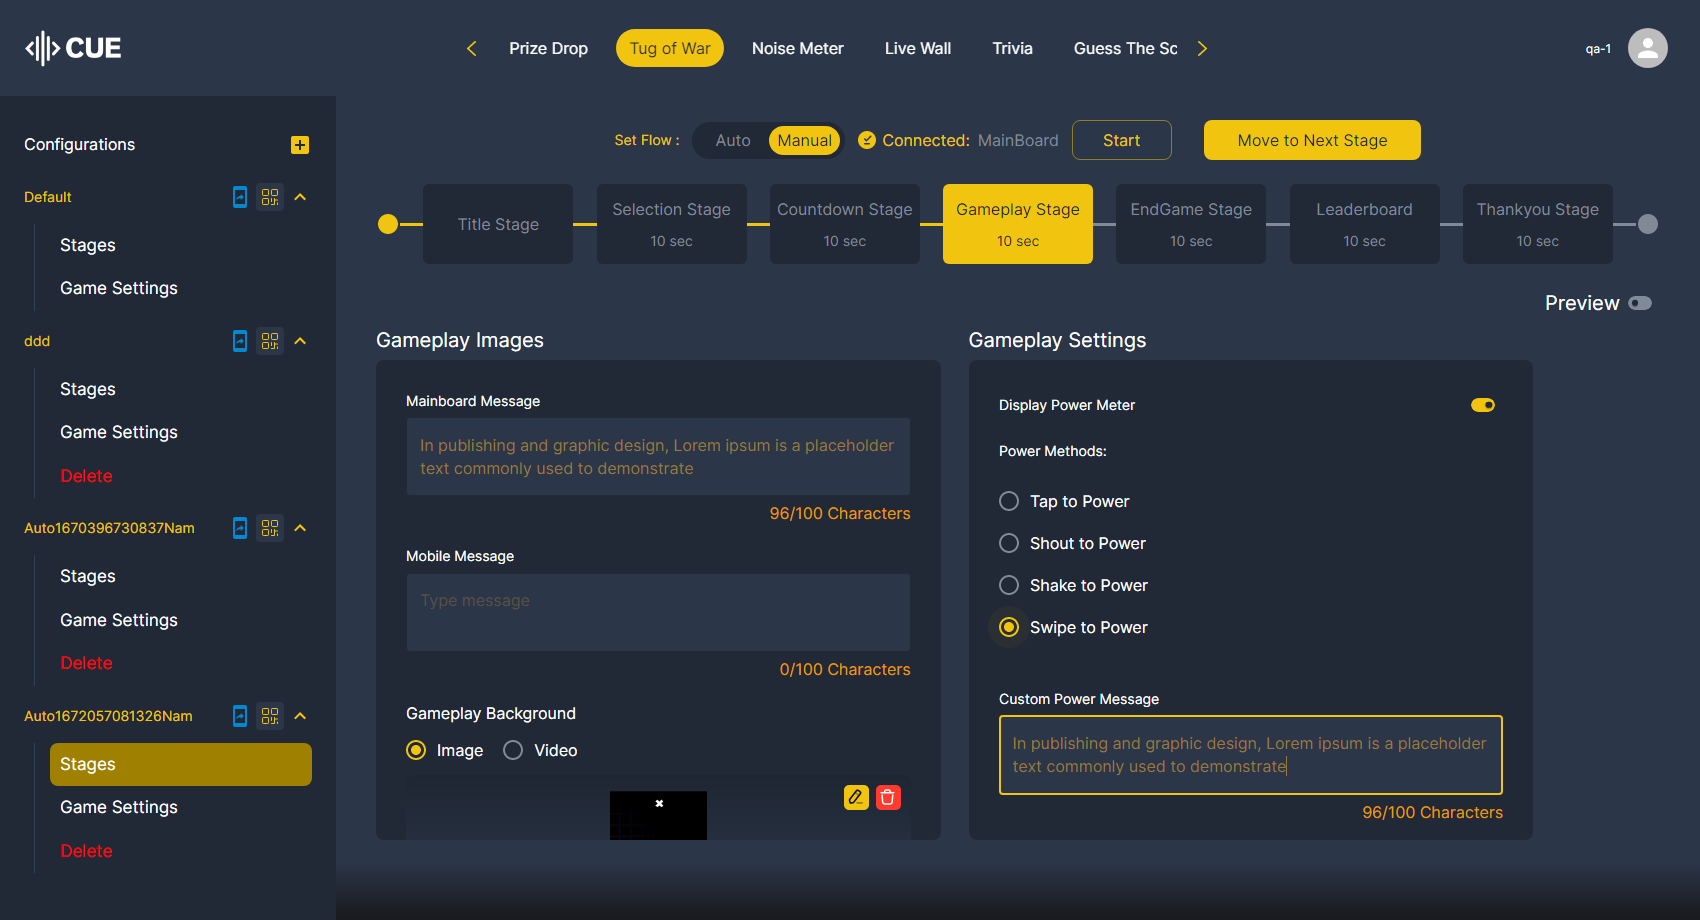 CUE
Prize Drop
Tug of War
Noise Meter
Live Wall
Trivia
Guess The Sc
qa-1
Configurations
Default
Stages
Game Settings
ddd
Stages
Game Settings
Delete
Auto1670396730837Nam
Stages
Game Settings
Delete
Auto1672057081326Nam
Stages
Game Settings
Delete
Set Flow :
Auto
Manual
Connected: MainBoard
Start
Move to Next Stage
Title Stage
Selection Stage
10 sec
Countdown Stage
10 sec
Gameplay Stage
10 sec
EndGame Stage
10 sec
Leaderboard
10 sec
Thankyou Stage
10 sec
Preview
Gameplay Images
Mainboard Message
In publishing and graphic design, Lorem ipsum is a placeholder
text commonly used to demonstrate
96/100 Characters
Mobile Message
Type message
0/100 Characters
Gameplay Background
Image
Video
Gameplay Settings
Display Power Meter
Power Methods:
Tap to Power
Shout to Power
Shake to Power
Swipe to Power
Custom Power Message
In publishing and graphic design, Lorem ipsum is a placeholder
text commonly used to demonstrate
96/100 Characters